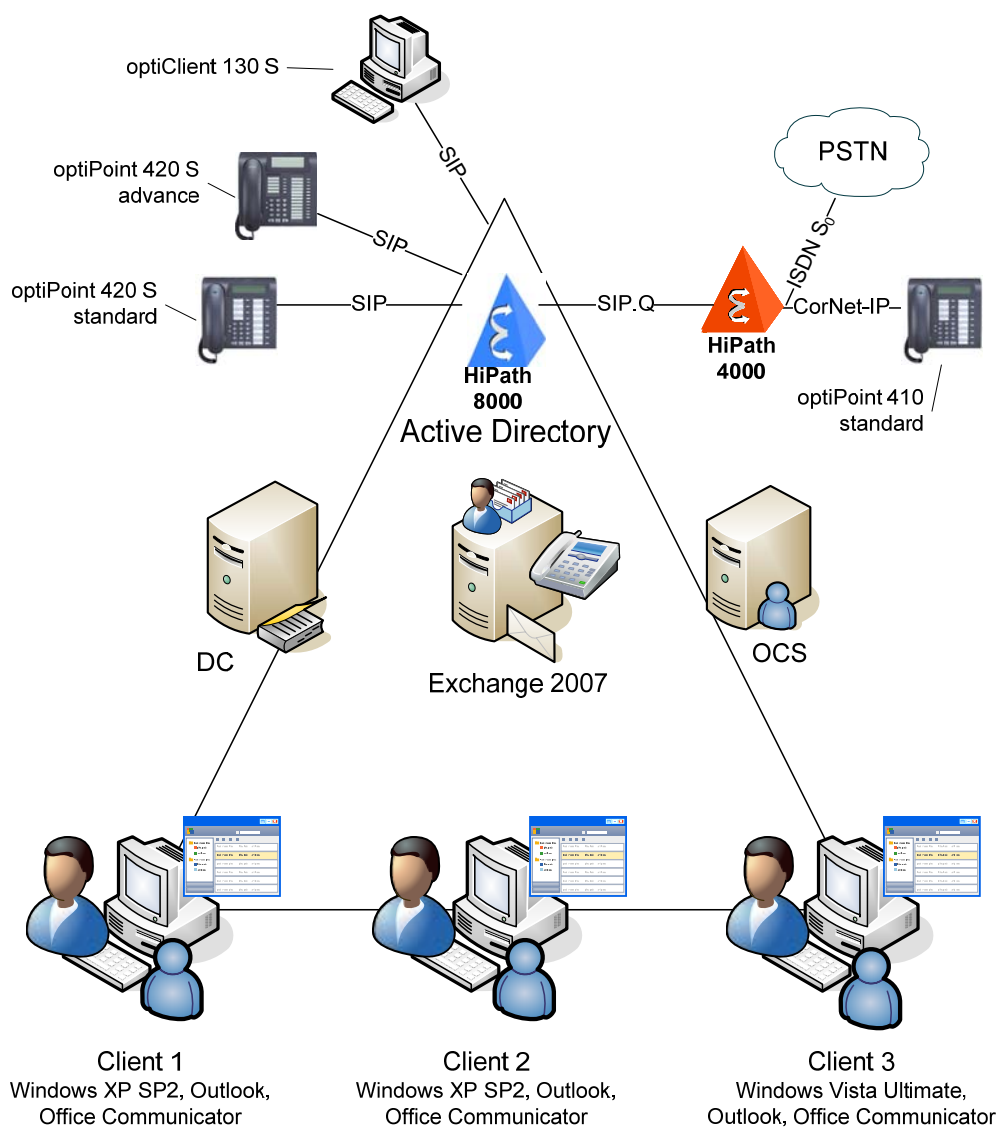 optiClient 130 S
SIP
PSTN
optiPoint 420 S
advance
SIP
ISDN S0
optiPoint 420 S
standard
SIP
SIP.Q
CorNet-IP
HiPath
8000
HiPath
4000
optiPoint 410
standard
Active Directory
DC
Exchange 2007
OCS
Client 1
Windows XP SP2, Outlook,
Office Communicator
Client 2
Windows XP SP2, Outlook,
Office Communicator
Client 3
Windows Vista Ultimate,
Outlook, Office Communicator